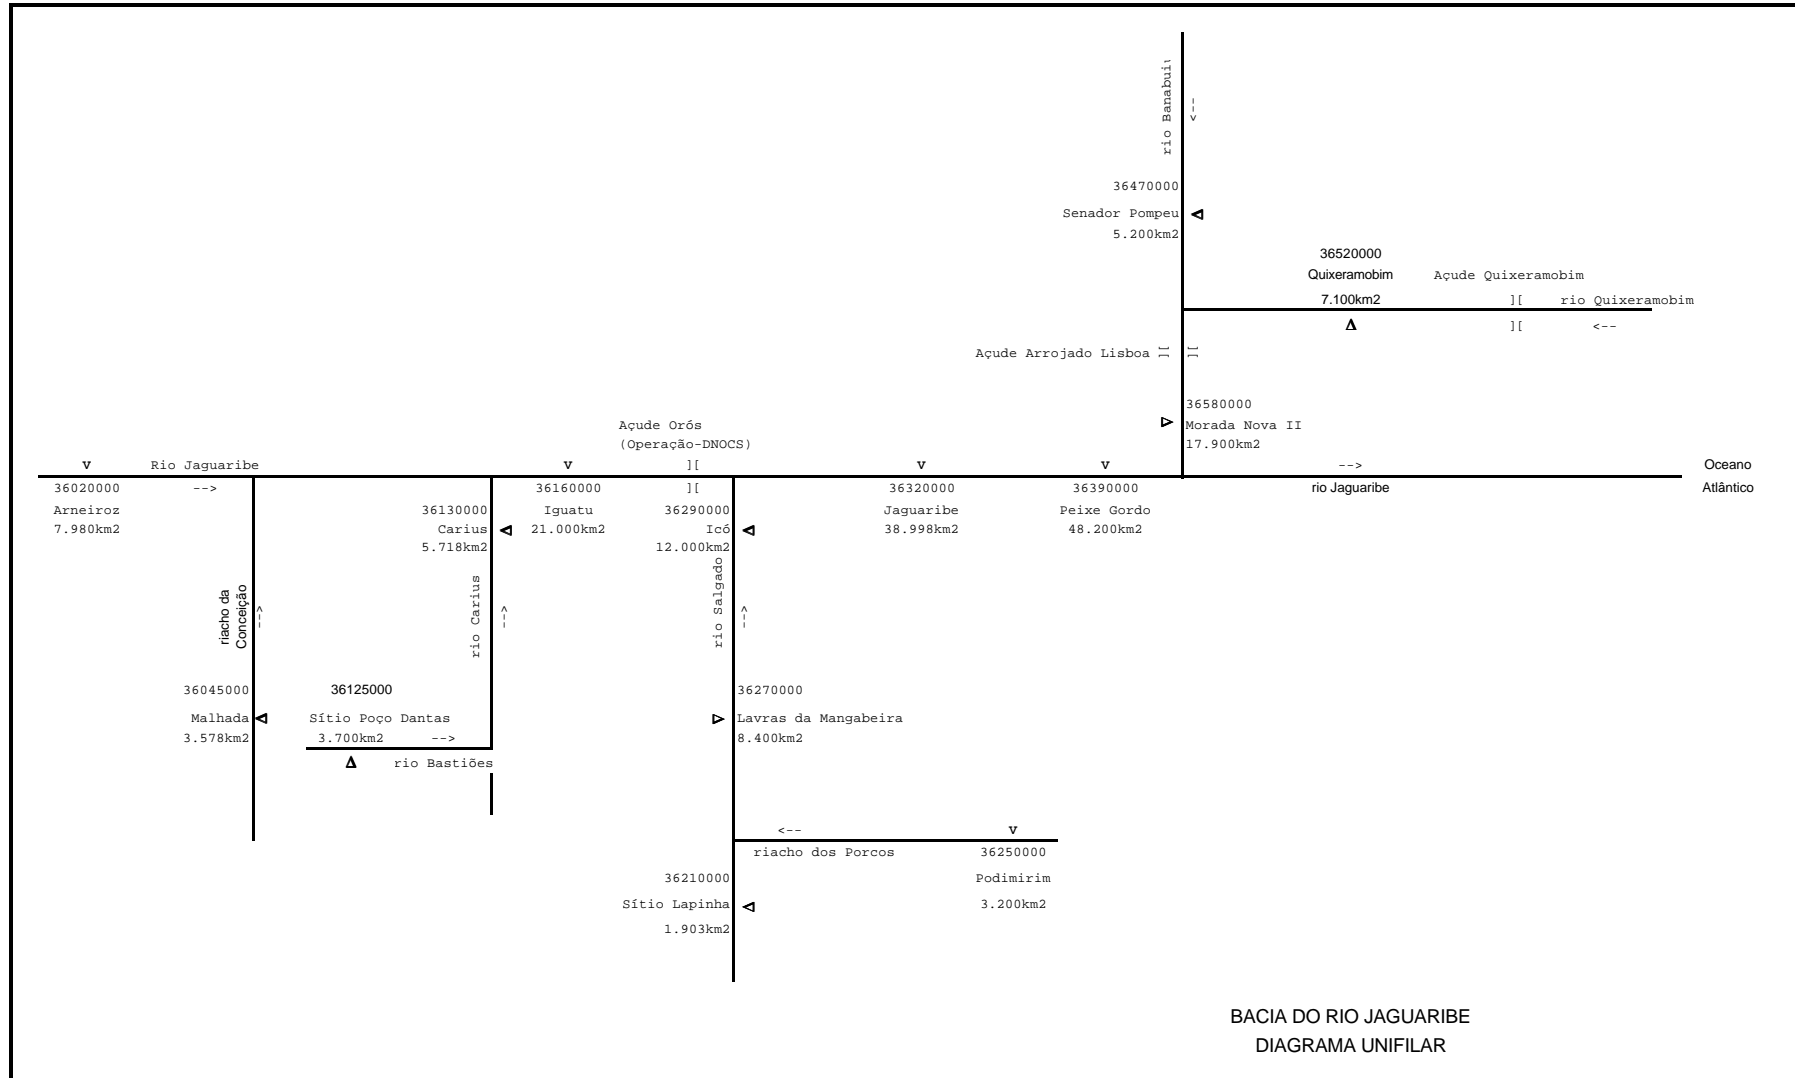 rio Banabuiú
<--
36470000
Senador Pompeu
5.200km2
36520000
Quixeramobim
Açude Quixeramobim
7.100km2
][
rio Quixeramobim
][
<--
Açude Arrojado Lisboa ][
][
36580000
Morada Nova II
17.900km2
Açude Orós
(Operação-DNOCS)
v
Rio Jaguaribe
v
][
v
v
-->
Oceano
Atlântico
36020000
-->
Arneiroz
7.980km2
36130000
Carius
5.718km2
36160000
Iguatu
21.000km2
][
36290000
Icó
12.000km2
36320000
Jaguaribe
38.998km2
36390000
Peixe Gordo
48.200km2
rio Jaguaribe
riacho da
Conceição
-->
rio Carius
-->
rio Salgado
-->
36045000
Malhada
3.578km2
36125000
Sítio Poço Dantas
3.700km2
-->
rio Bastiões
36270000
Lavras da Mangabeira
8.400km2
<--
v
riacho dos Porcos
36250000
Podimirim
3.200km2
36210000
Sítio Lapinha
1.903km2
BACIA DO RIO JAGUARIBE
DIAGRAMA UNIFILAR